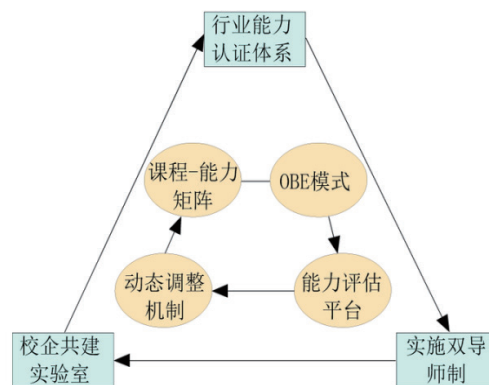 行业能力
认证体系
课程-能力
矩阵
OBE模式
动态调整
机制
能力评估
平台
校企共建
实验室
实施双导
师制